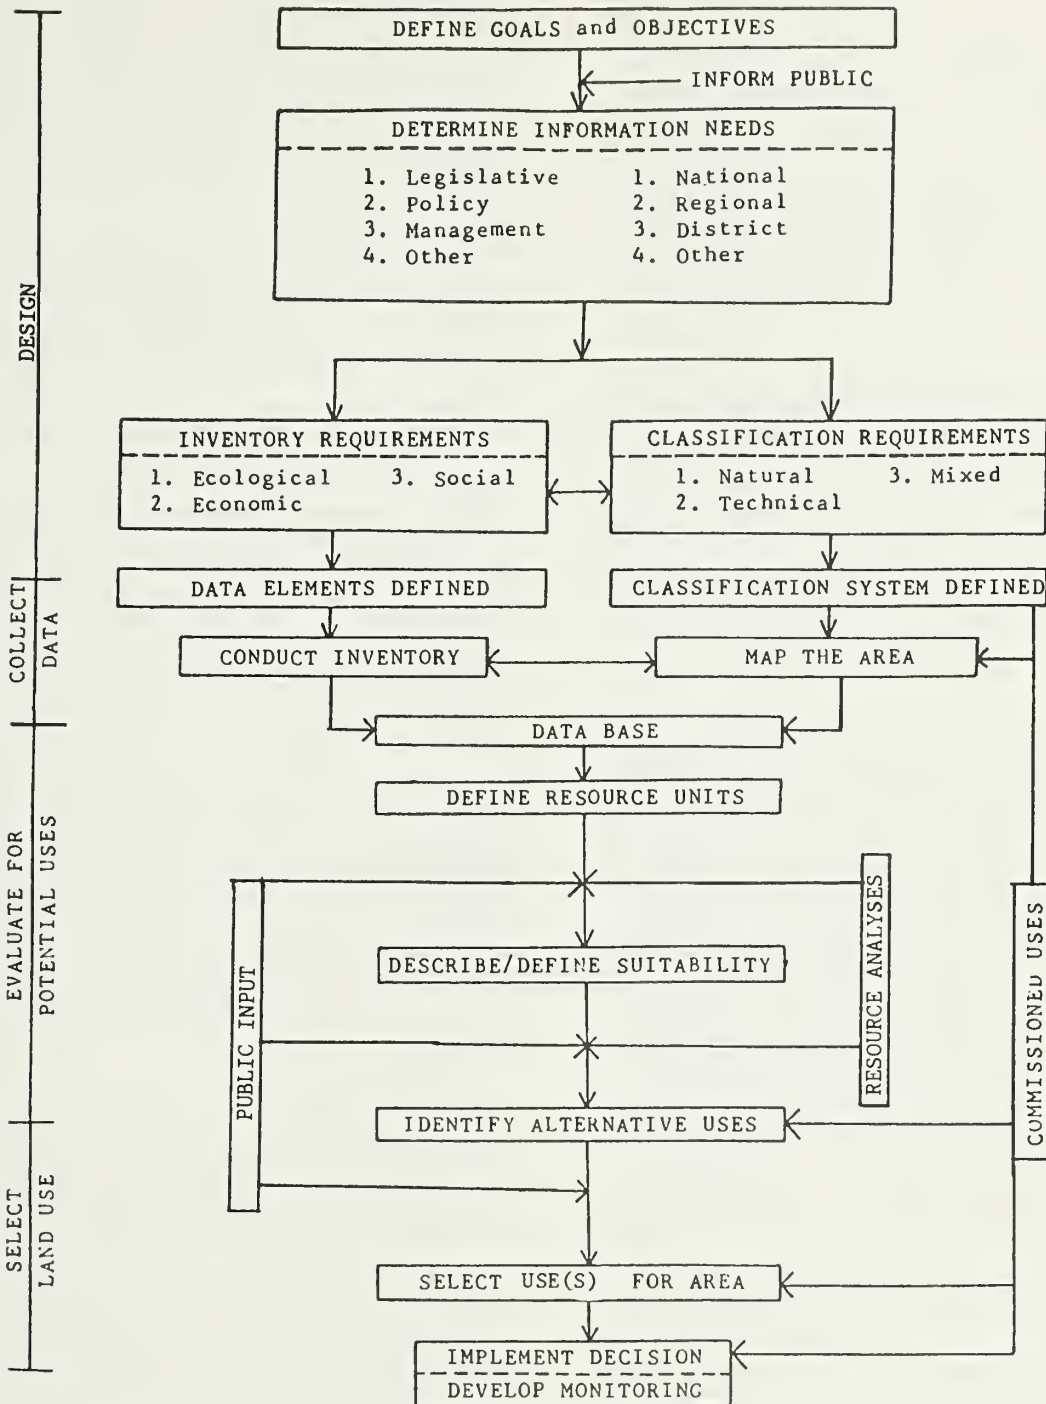 DEFINE GOALS and OBJECTIVES
INFORM PUBLIC
DETERMINE INFORMATION NEEDS
1. Legislative 1. National
2. Policy 2. Regional
3. Management 3. District
4. Other 4. Other
DESIGN
INVENTORY REQUIREMENTS
1. Ecological 3. Social
2. Economic
CLASSIFICATION REQUIREMENTS
1. Natural 3. Mixed
2. Technical
COLLECT
DATA
DATA ELEMENTS DEFINED
CLASSIFICATION SYSTEM DEFINED
CONDUCT INVENTORY
MAP THE AREA
DATA BASE
DEFINE RESOURCE UNITS
EVALUATE FOR
POTENTIAL USES
PUBLIC INPUT
RESOURCE ANALYSES
COMMISSIONED USES
DESCRIBE/DEFINE SUITABILITY
IDENTIFY ALTERNATIVE USES
SELECT
LAND USE
SELECT USE(S) FOR AREA
IMPLEMENT DECISION
DEVELOP MONITORING